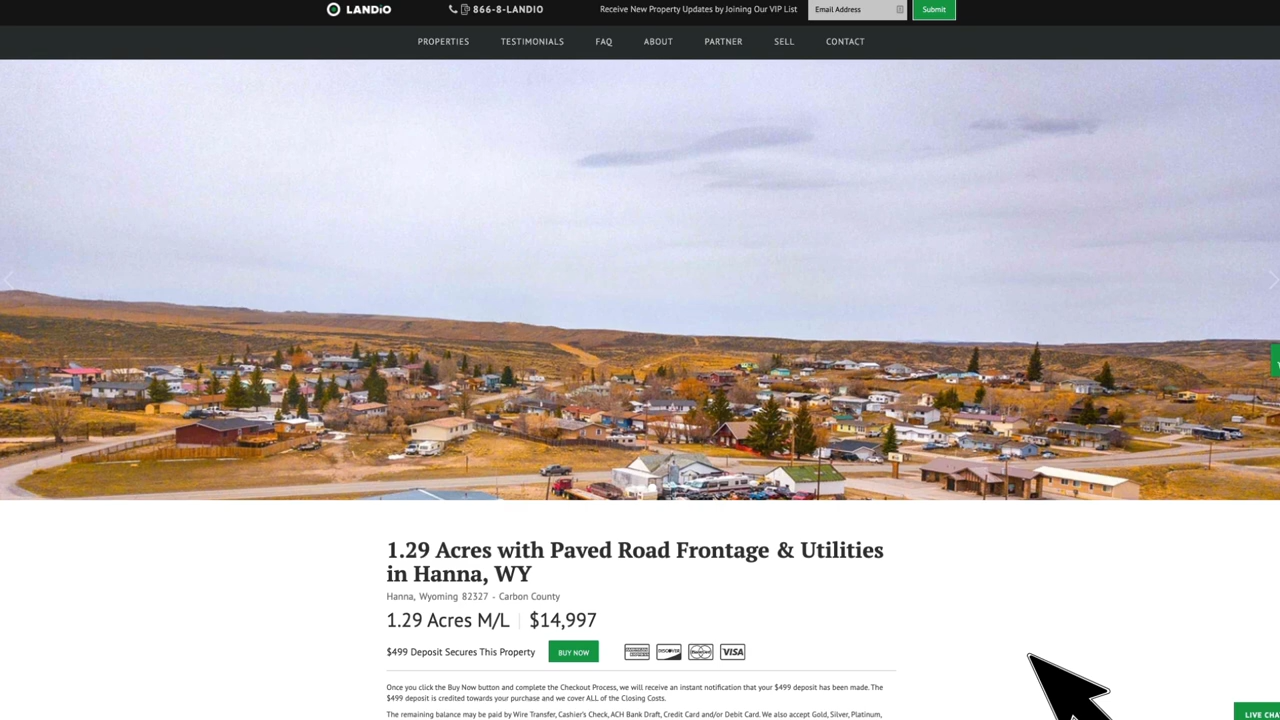 LANDiO
866-8-LANDIO
Receive New Property Updates by Joining Our VIP List
Email Address
Submit
PROPERTIES
TESTIMONIALS
FAQ
ABOUT
PARTNER
SELL
CONTACT
1.29 Acres with Paved Road Frontage & Utilities
in Hanna, WY
Hanna, Wyoming 82327 - Carbon County
1.29 Acres M/L | $14,997
$499 Deposit Secures This Property
BUY NOW
DISCOVER
VISA
Once you click the Buy Now button and complete the Checkout Process, we will receive an instant notification that your $499 deposit has been made. The
$499 deposit is credited towards your purchase and we cover ALL of the Closing Costs.
The remaining balance may be paid by Wire Transfer, Cashier's Check, ACH Bank Draft, Credit Card and/or Debit Card. We also accept Gold, Silver, Platinum,
LIVE CHA